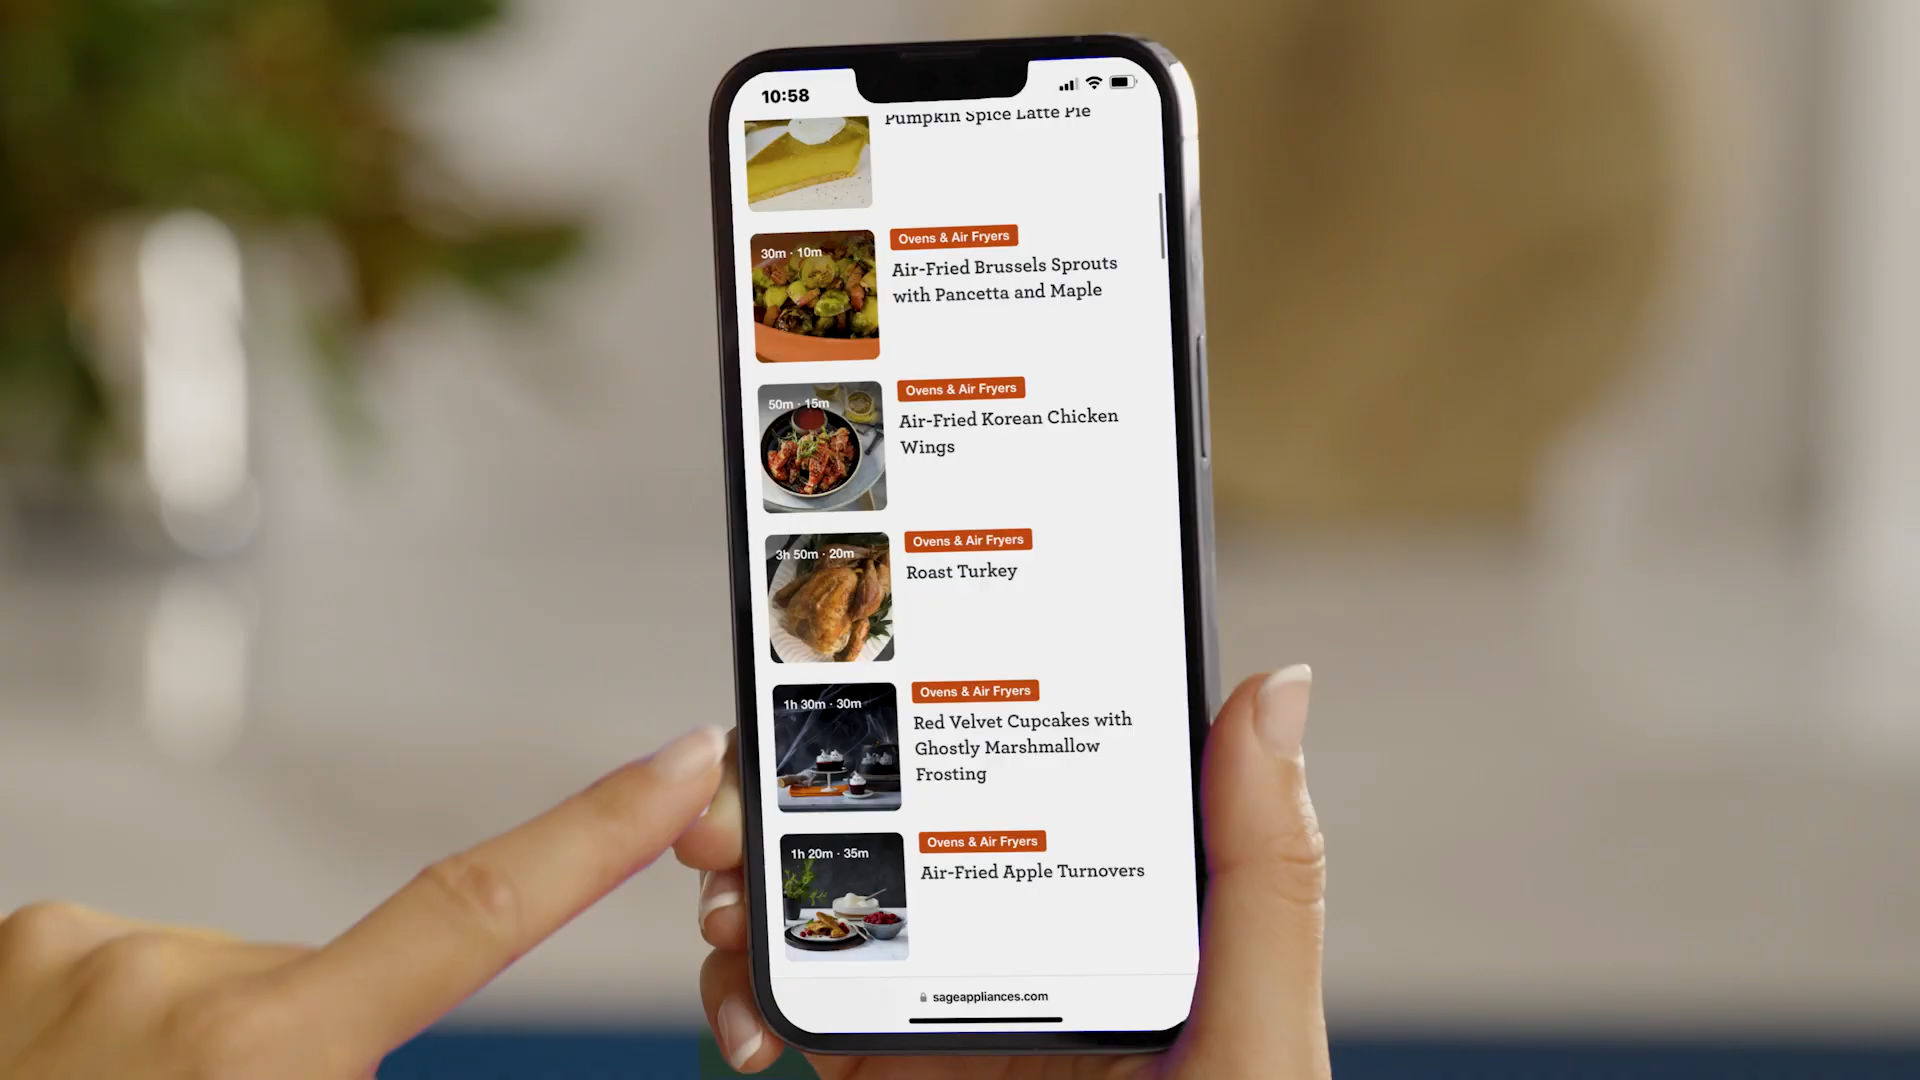 10:58
Pumpkin Spice Latte Pie
30m · 10m
Ovens & Air Fryers
Air-Fried Brussels Sprouts
with Pancetta and Maple
50m · 15m
Ovens & Air Fryers
Air-Fried Korean Chicken
Wings
3h 50m · 20m
Ovens & Air Fryers
Roast Turkey
1h 30m · 30m
Ovens & Air Fryers
Red Velvet Cupcakes with
Ghostly Marshmallow
Frosting
1h 20m · 35m
Ovens & Air Fryers
Air-Fried Apple Turnovers
sageappliances.com